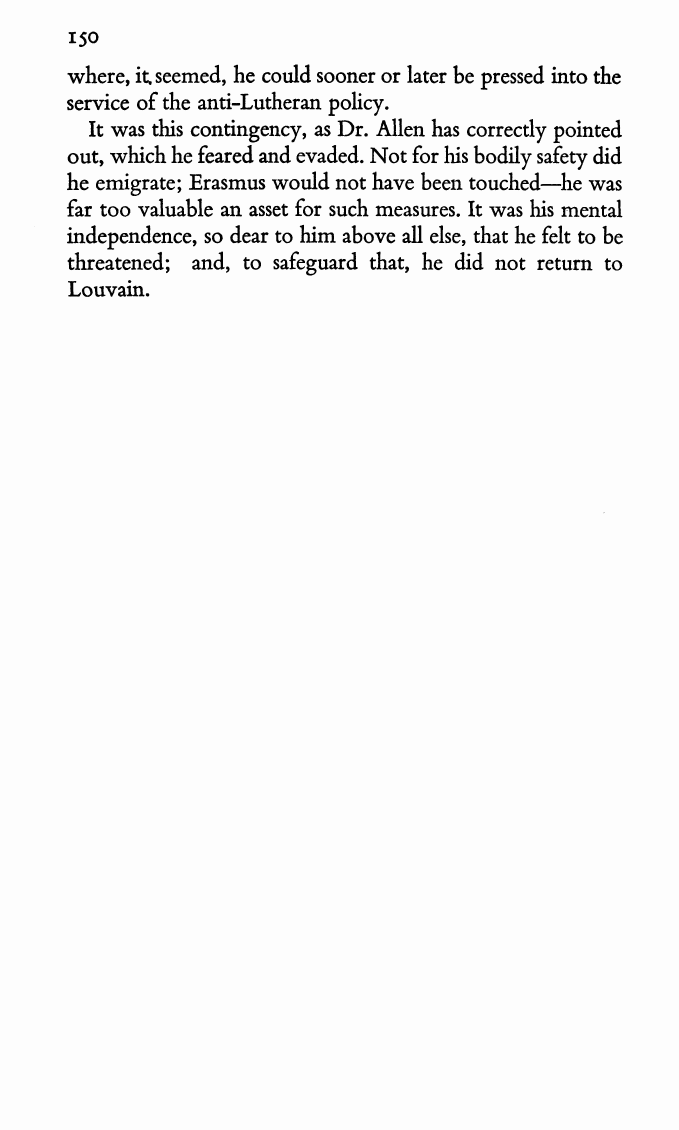 150
where, it seemed, he could sooner or later be pressed into the
service of the anti-Lutheran policy.
It was this contingency, as Dr. Allen has correctly pointed
out, which he feared and evaded. Not for his bodily safety did
he emigrate; Erasmus would not have been touched—he was
far too valuable an asset for such measures. It was his mental
independence, so dear to him above all else, that he felt to be
threatened; and, to safeguard that, he did not return to
Louvain.